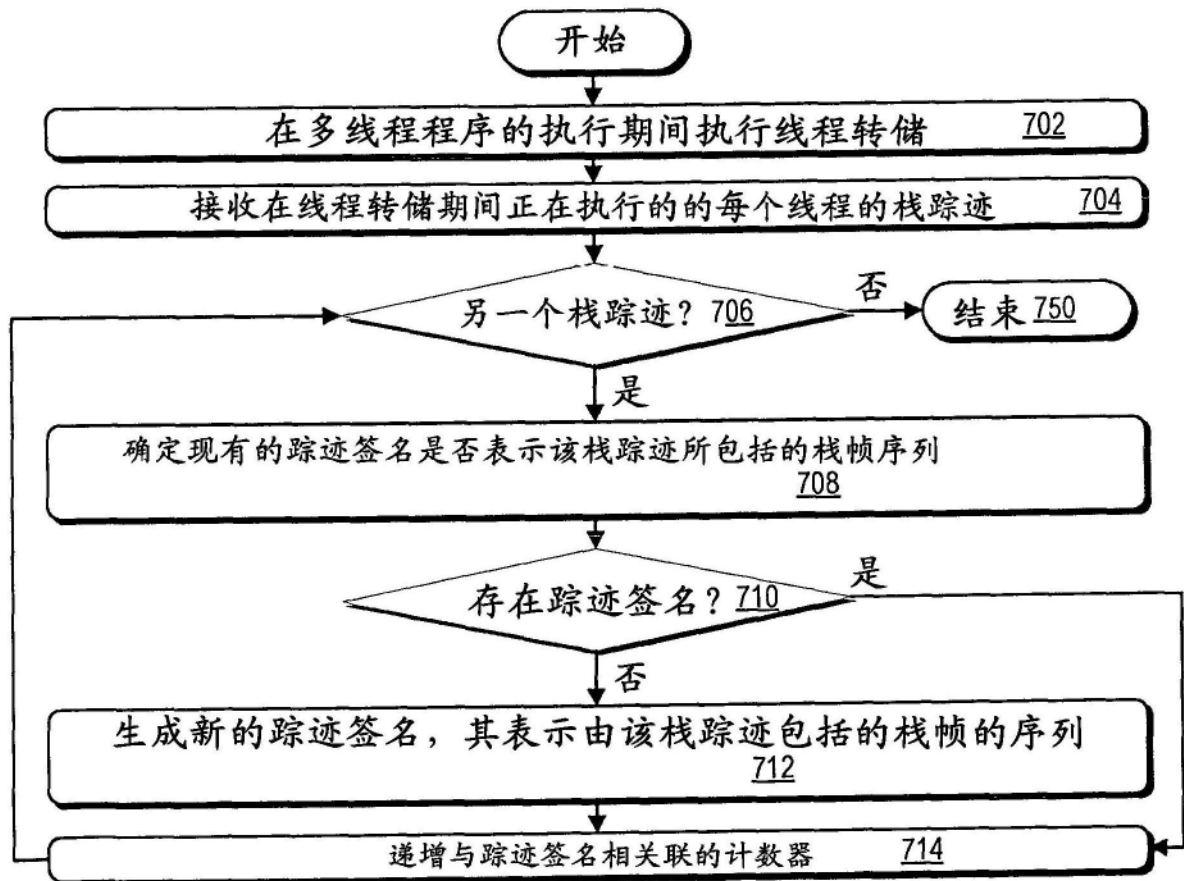 开始
在多线程程序的执行期间执行线程转储 702
接收在线程转储期间正在执行的的每个线程的栈踪迹 704
另一个栈踪迹? 706
否
结束 750
是
确定现有的踪迹签名是否表示该栈踪迹所包括的栈帧序列
708
存在踪迹签名? 710
是
否
生成新的踪迹签名，其表示由该栈踪迹包括的栈帧的序列
712
递增与踪迹签名相关联的计数器 714